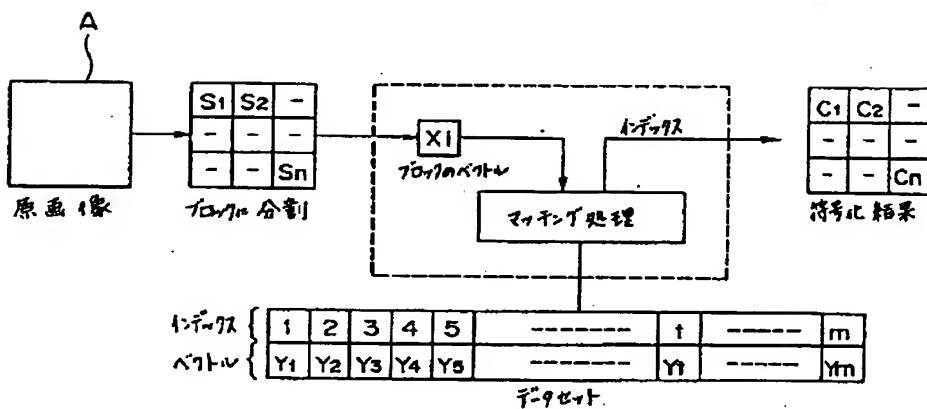 A
原画像
S1 S2 -
- - -
- - Sn
ブロックに分割
Xi
ブロックのベクトル
インデックス
マッチング処理
C1 C2 -
- - -
- - Cn
符号化結果
インデックス { 1 2 3 4 5 ------- t ----- m
ベクトル { Y1 Y2 Y3 Y4 Y5 ------- Yt ----- Ym
データセット